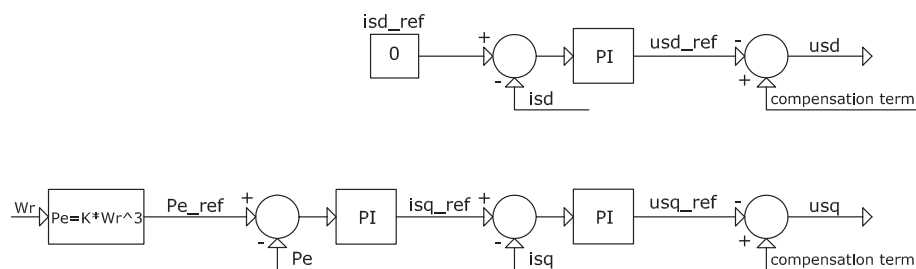 isd_ref
0
+
-
isd
PI
usd_ref
-
+
usd
compensation term
Wr
Pe=K*Wr^3
Pe_ref
+
-
Pe
PI
isq_ref
+
-
isq
PI
usq_ref
-
+
usq
compensation term